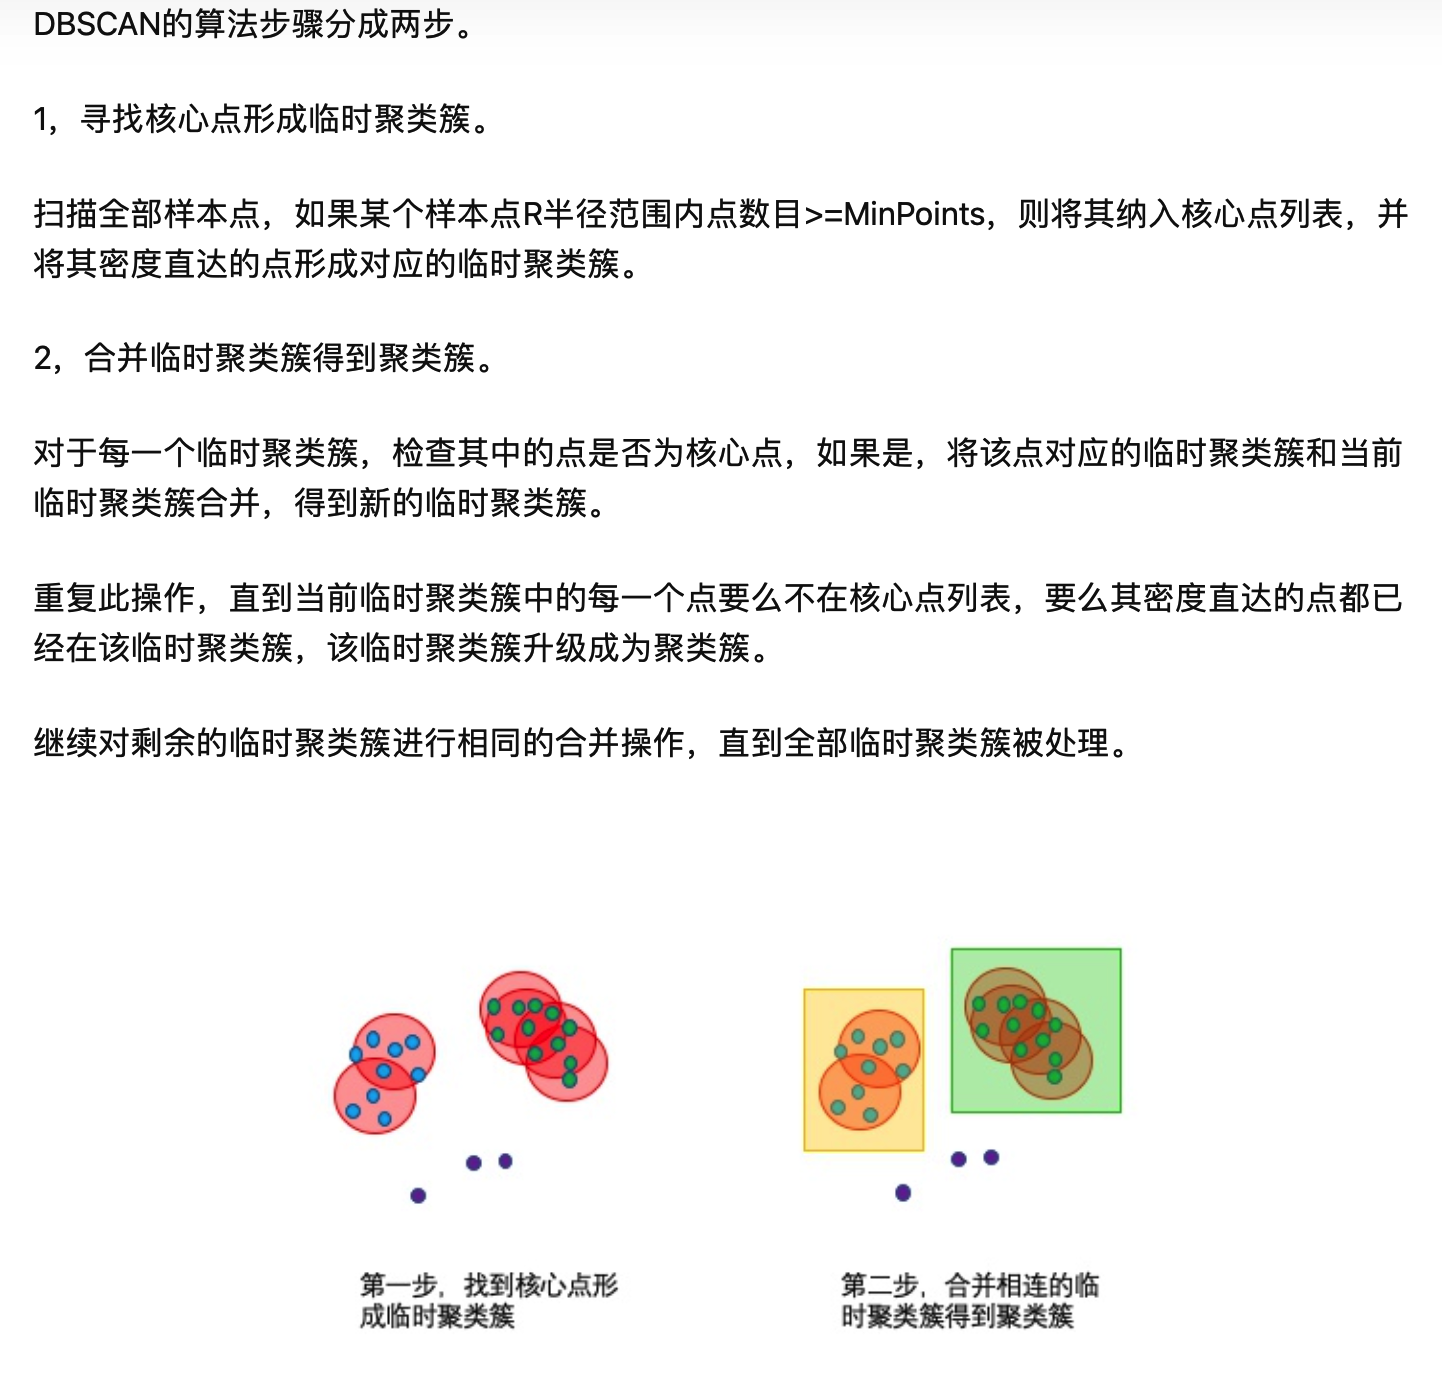 DBSCAN的算法步骤分成两步。
1，寻找核心点形成临时聚类簇。
扫描全部样本点，如果某个样本点R半径范围内点数目>=MinPoints，则将其纳入核心点列表，并
将其密度直达的点形成对应的临时聚类簇。
2，合并临时聚类簇得到聚类簇。
对于每一个临时聚类簇，检查其中的点是否为核心点，如果是，将该点对应的临时聚类簇和当前
临时聚类簇合并，得到新的临时聚类簇。
重复此操作，直到当前临时聚类簇中的每一个点要么不在核心点列表，要么其密度直达的点都已
经在该临时聚类簇，该临时聚类簇升级成为聚类簇。
继续对剩余的临时聚类簇进行相同的合并操作，直到全部临时聚类簇被处理。
第一步，找到核心点形
成临时聚类簇
第二步，合并相连的临
时聚类簇得到聚类簇